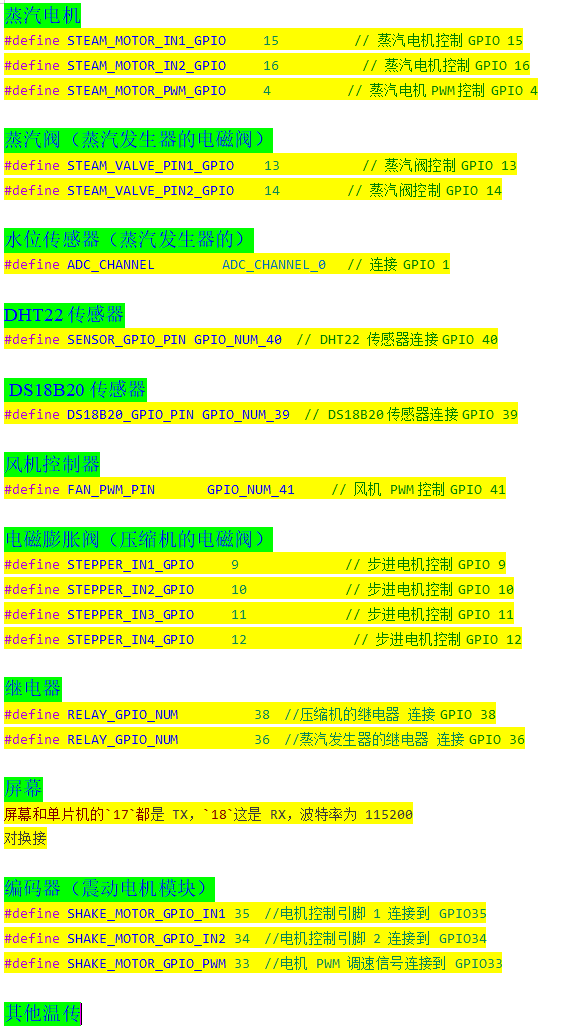 蒸汽电机
#define STEAM_MOTOR_IN1_GPIO 15 // 蒸汽电机控制 GPIO 15
#define STEAM_MOTOR_IN2_GPIO 16 // 蒸汽电机控制 GPIO 16
#define STEAM_MOTOR_PWM_GPIO 4 // 蒸汽电机 PWM 控制 GPIO 4
蒸汽阀（蒸汽发生器的电磁阀）
#define STEAM_VALVE_PIN1_GPIO 13 // 蒸汽阀控制 GPIO 13
#define STEAM_VALVE_PIN2_GPIO 14 // 蒸汽阀控制 GPIO 14
水位传感器（蒸汽发生器的）
#define ADC_CHANNEL ADC_CHANNEL_0 // 连接 GPIO 1
DHT22 传感器
#define SENSOR_GPIO_PIN GPIO_NUM_40 // DHT22 传感器连接 GPIO 40
DS18B20 传感器
#define DS18B20_GPIO_PIN GPIO_NUM_39 // DS18B20 传感器连接 GPIO 39
风机控制器
#define FAN_PWM_PIN GPIO_NUM_41 // 风机 PWM 控制 GPIO 41
电磁膨胀阀（压缩机的电磁阀）
#define STEPPER_IN1_GPIO 9 // 步进电机控制 GPIO 9
#define STEPPER_IN2_GPIO 10 // 步进电机控制 GPIO 10
#define STEPPER_IN3_GPIO 11 // 步进电机控制 GPIO 11
#define STEPPER_IN4_GPIO 12 // 步进电机控制 GPIO 12
继电器
#define RELAY_GPIO_NUM 38 //压缩机的继电器 连接 GPIO 38
#define RELAY_GPIO_NUM 36 //蒸汽发生器的继电器 连接 GPIO 36
屏幕
屏幕和单片机的`17`都是 TX，`18`这是 RX，波特率为 115200
对换接
编码器（震动电机模块）
#define SHAKE_MOTOR_GPIO_IN1 35 //电机控制引脚 1 连接到 GPIO35
#define SHAKE_MOTOR_GPIO_IN2 34 //电机控制引脚 2 连接到 GPIO34
#define SHAKE_MOTOR_GPIO_PWM 33 //电机 PWM 调速信号连接到 GPIO33
其他温传